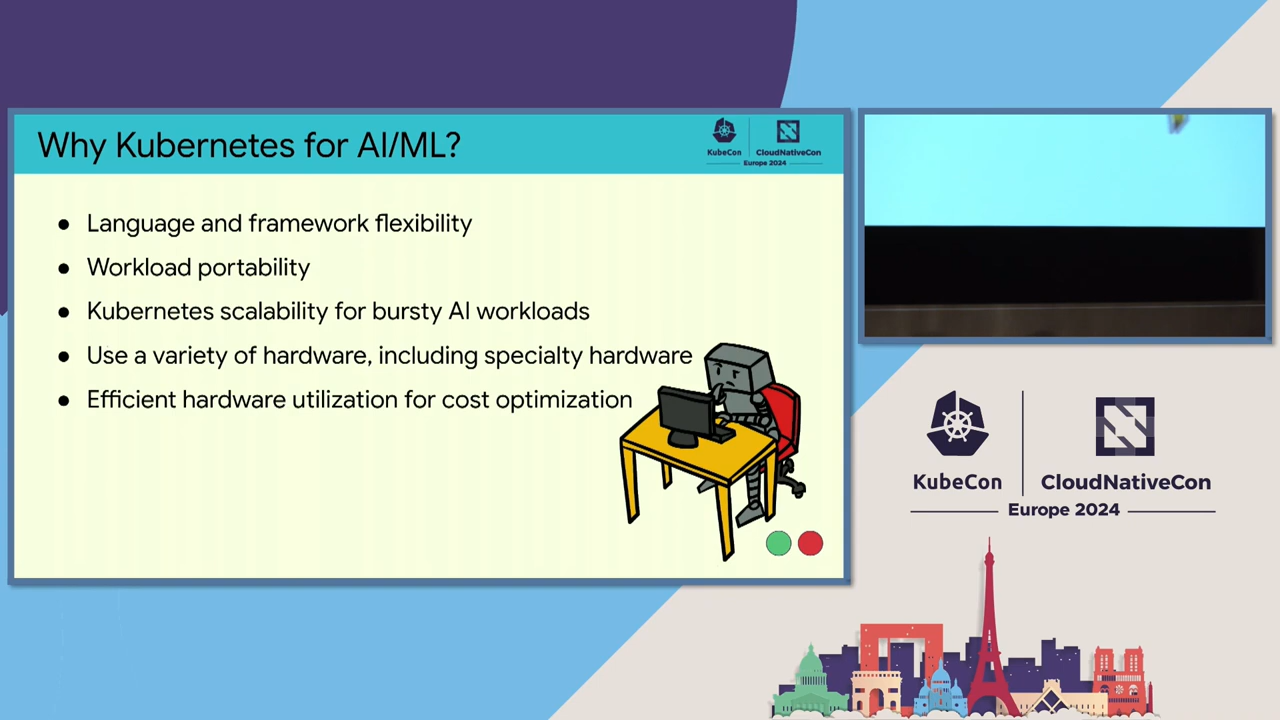 Why Kubernetes for AI/ML?
KubeCon
CloudNativeCon
Europe 2024
● Language and framework flexibility
● Workload portability
● Kubernetes scalability for bursty AI workloads
● Use a variety of hardware, including specialty hardware
● Efficient hardware utilization for cost optimization
KubeCon
CloudNativeCon
Europe 2024